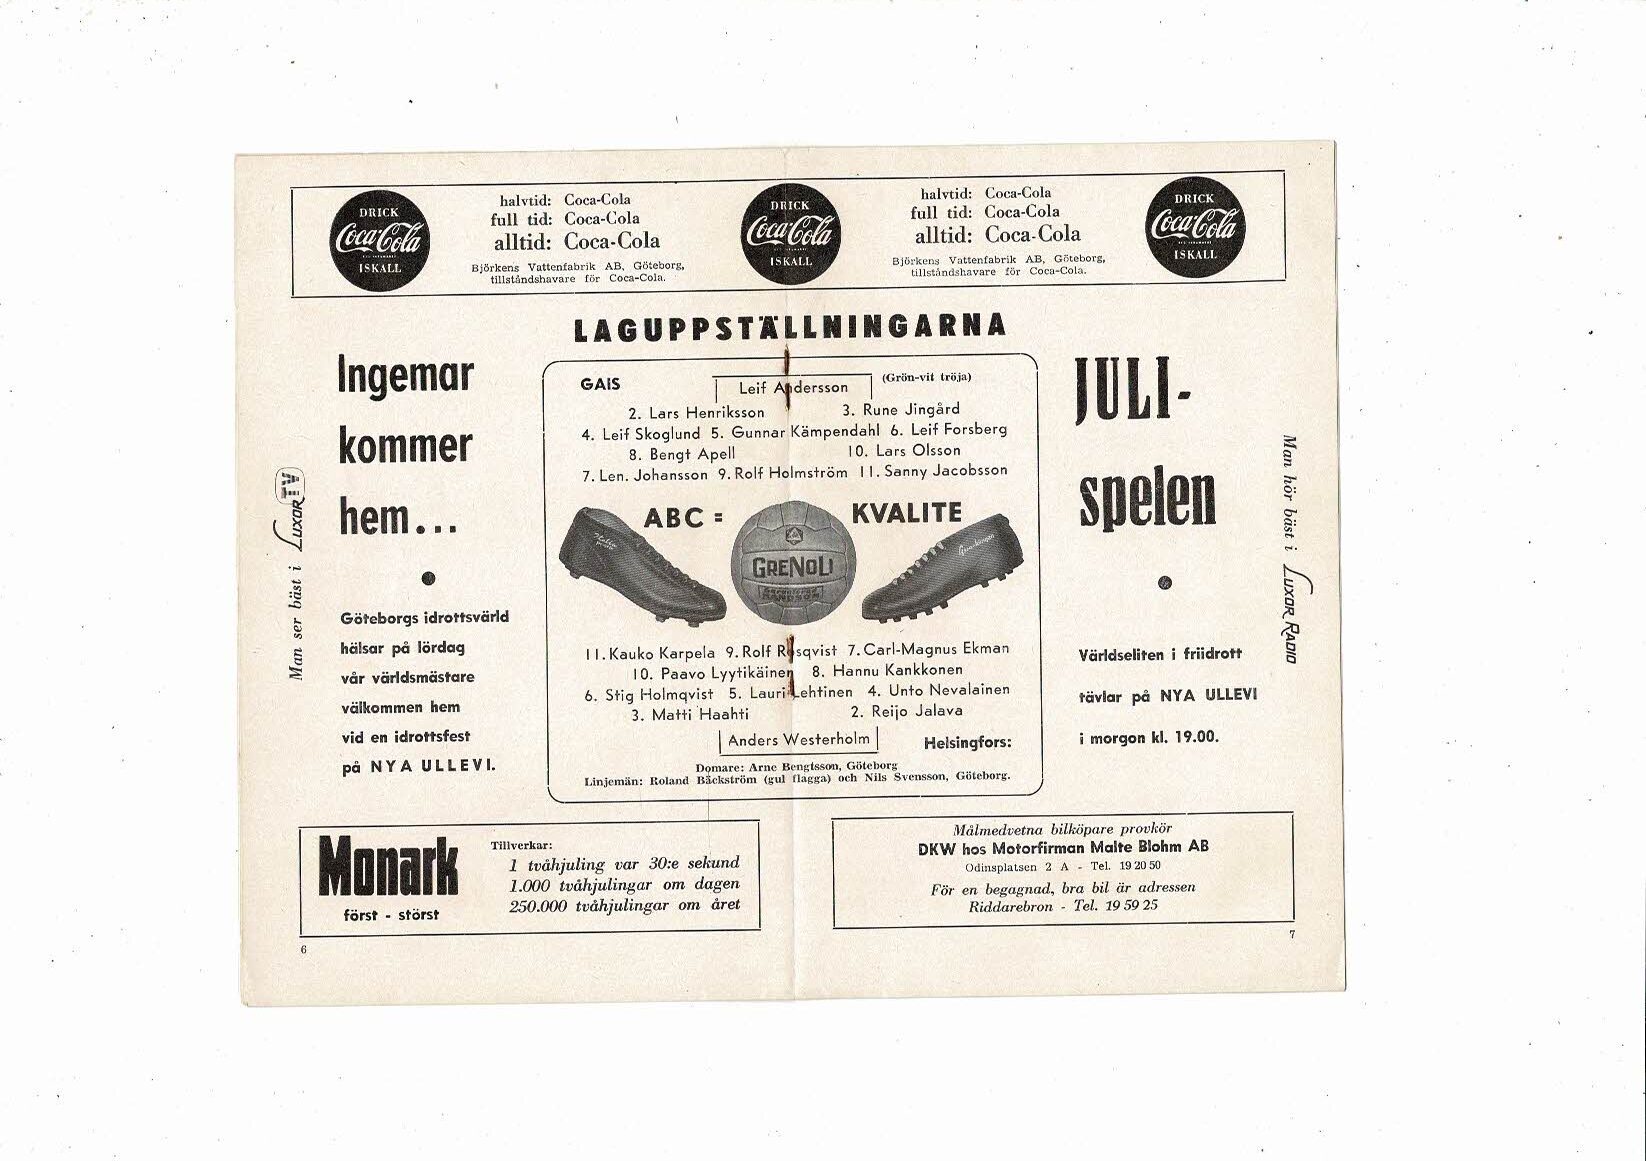 DRICK
Coca-Cola
ISKALL
halvtid: Coca-Cola
full tid: Coca-Cola
alltid: Coca-Cola
Björkens Vattenfabrik AB, Göteborg,
tillståndshavare för Coca-Cola.
DRICK
Coca-Cola
ISKALL
halvtid: Coca-Cola
full tid: Coca-Cola
alltid: Coca-Cola
Björkens Vattenfabrik AB, Göteborg,
tillståndshavare för Coca-Cola.
DRICK
Coca-Cola
ISKALL
Man ser bäst i LUXOR TV
Ingemar
kommer
hem...
Göteborgs idrottsvärld
hälsar på lördag
vår världsmästare
välkommen hem
vid en idrottsfest
på NYA ULLEVI.
LAGUPPSTÄLLNINGARNA
GAIS Leif Andersson (Grön-vit tröja)
2. Lars Henriksson 3. Rune Jingård
4. Leif Skoglund 5. Gunnar Kämpendahl 6. Leif Forsberg
8. Bengt Apell 10. Lars Olsson
7. Len. Johansson 9. Rolf Holmström 11. Sanny Jacobsson
ABC = KVALITE
GRENOLI
11. Kauko Karpela 9. Rolf Rosqvist 7. Carl-Magnus Ekman
10. Paavo Lyytikäinen 8. Hannu Kankkonen
6. Stig Holmqvist 5. Lauri Lehtinen 4. Unto Nevalainen
3. Matti Haahti 2. Reijo Jalava
Anders Westerholm Helsingfors:
Domare: Arne Bengtsson, Göteborg
Linjemän: Roland Bäckström (gul flagga) och Nils Svensson, Göteborg.
JULI-
spelen
Världseliten i friidrott
tävlar på NYA ULLEVI
i morgon kl. 19.00.
Man hör bäst i LUXOR RADIO
Monark
först - störst
Tillverkar:
1 tvåhjuling var 30:e sekund
1.000 tvåhjulingar om dagen
250.000 tvåhjulingar om året
6
Målmedvetna bilköpare provkör
DKW hos Motorfirman Malte Blohm AB
Odinsplatsen 2 A - Tel. 19 20 50
För en begagnad, bra bil är adressen
Riddarebron - Tel. 19 59 25
7